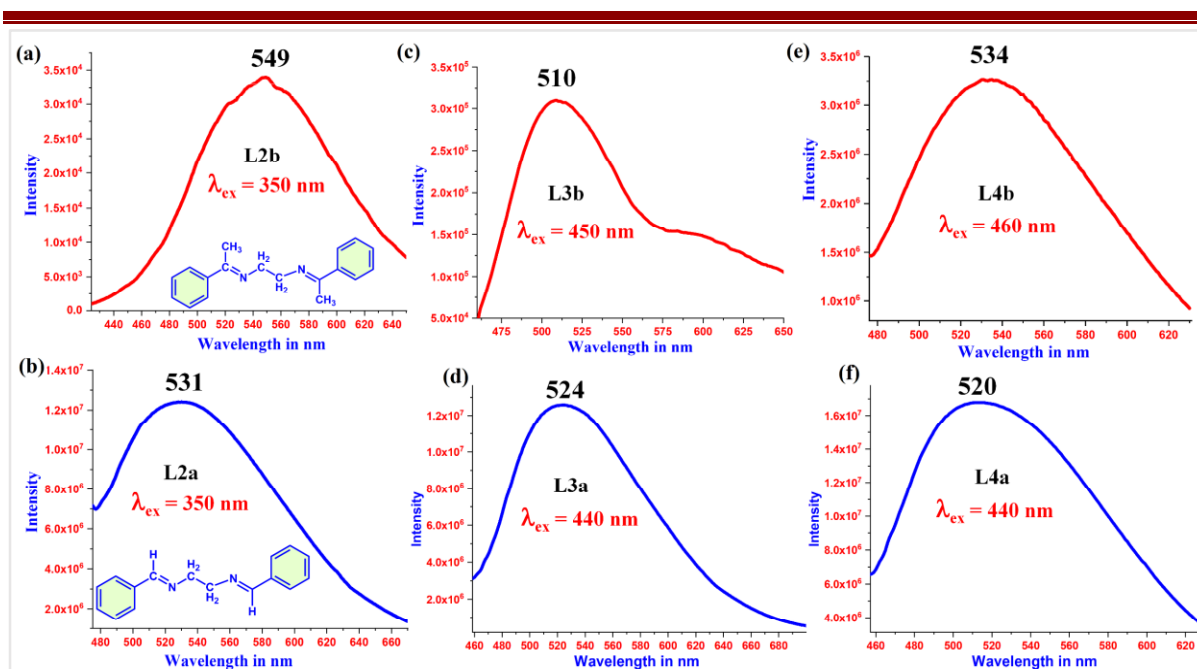 (a)
549
4.0x10⁴
3.5x10⁴
3.0x10⁴
2.5x10⁴
2.0x10⁴
1.5x10⁴
1.0x10⁴
5.0x10³
0.0
Intensity
L2b
λex = 350 nm
CH₃
N
H₂
C
C
H₂
N
CH₃
440 460 480 500 520 540 560 580 600 620 640
Wavelength in nm
(c)
510
3.5x10⁵
3.0x10⁵
2.5x10⁵
2.0x10⁵
1.5x10⁵
1.0x10⁵
5.0x10⁴
Intensity
L3b
λex = 450 nm
475 500 525 550 575 600 625 650
Wavelength in nm
(e)
534
3.5x10⁶
3.0x10⁶
2.5x10⁶
2.0x10⁶
1.5x10⁶
1.0x10⁶
Intensity
L4b
λex = 460 nm
480 500 520 540 560 580 600 620
Wavelength in nm
(b)
531
1.4x10⁷
1.2x10⁷
1.0x10⁷
8.0x10⁶
6.0x10⁶
4.0x10⁶
2.0x10⁶
Intensity
L2a
λex = 350 nm
H
N
H₂
C
C
H₂
N
H
480 500 520 540 560 580 600 620 640 660
Wavelength in nm
(d)
524
1.2x10⁷
1.0x10⁷
8.0x10⁶
6.0x10⁶
4.0x10⁶
2.0x10⁶
Intensity
L3a
λex = 440 nm
460 480 500 520 540 560 580 600 620 640 660 680 700
Wavelength in nm
(f)
520
1.6x10⁷
1.4x10⁷
1.2x10⁷
1.0x10⁷
8.0x10⁶
6.0x10⁶
4.0x10⁶
Intensity
L4a
λex = 440 nm
460 480 500 520 540 560 580 600 620
Wavelength in nm